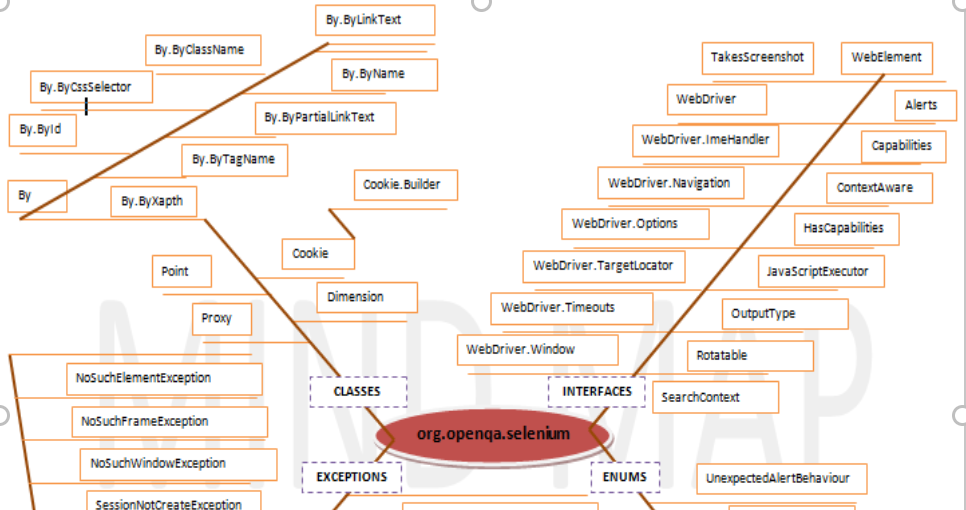 By.ByLinkText
By.ByClassName
By.ByName
By.ByCssSelector
By.ByPartialLinkText
By.ById
By.ByTagName
By
By.ByXapth
Cookie.Builder
Cookie
Point
Dimension
Proxy
TakesScreenshot
WebElement
WebDriver
Alerts
WebDriver.ImeHandler
Capabilities
WebDriver.Navigation
ContextAware
WebDriver.Options
HasCapabilities
WebDriver.TargetLocator
JavaScriptExecutor
WebDriver.Timeouts
OutputType
WebDriver.Window
Rotatable
SearchContext
MIND MAP
CLASSES
INTERFACES
org.openqa.selenium
EXCEPTIONS
ENUMS
NoSuchElementException
NoSuchFrameException
NoSuchWindowException
SessionNotCreateException
UnexpectedAlertBehaviour